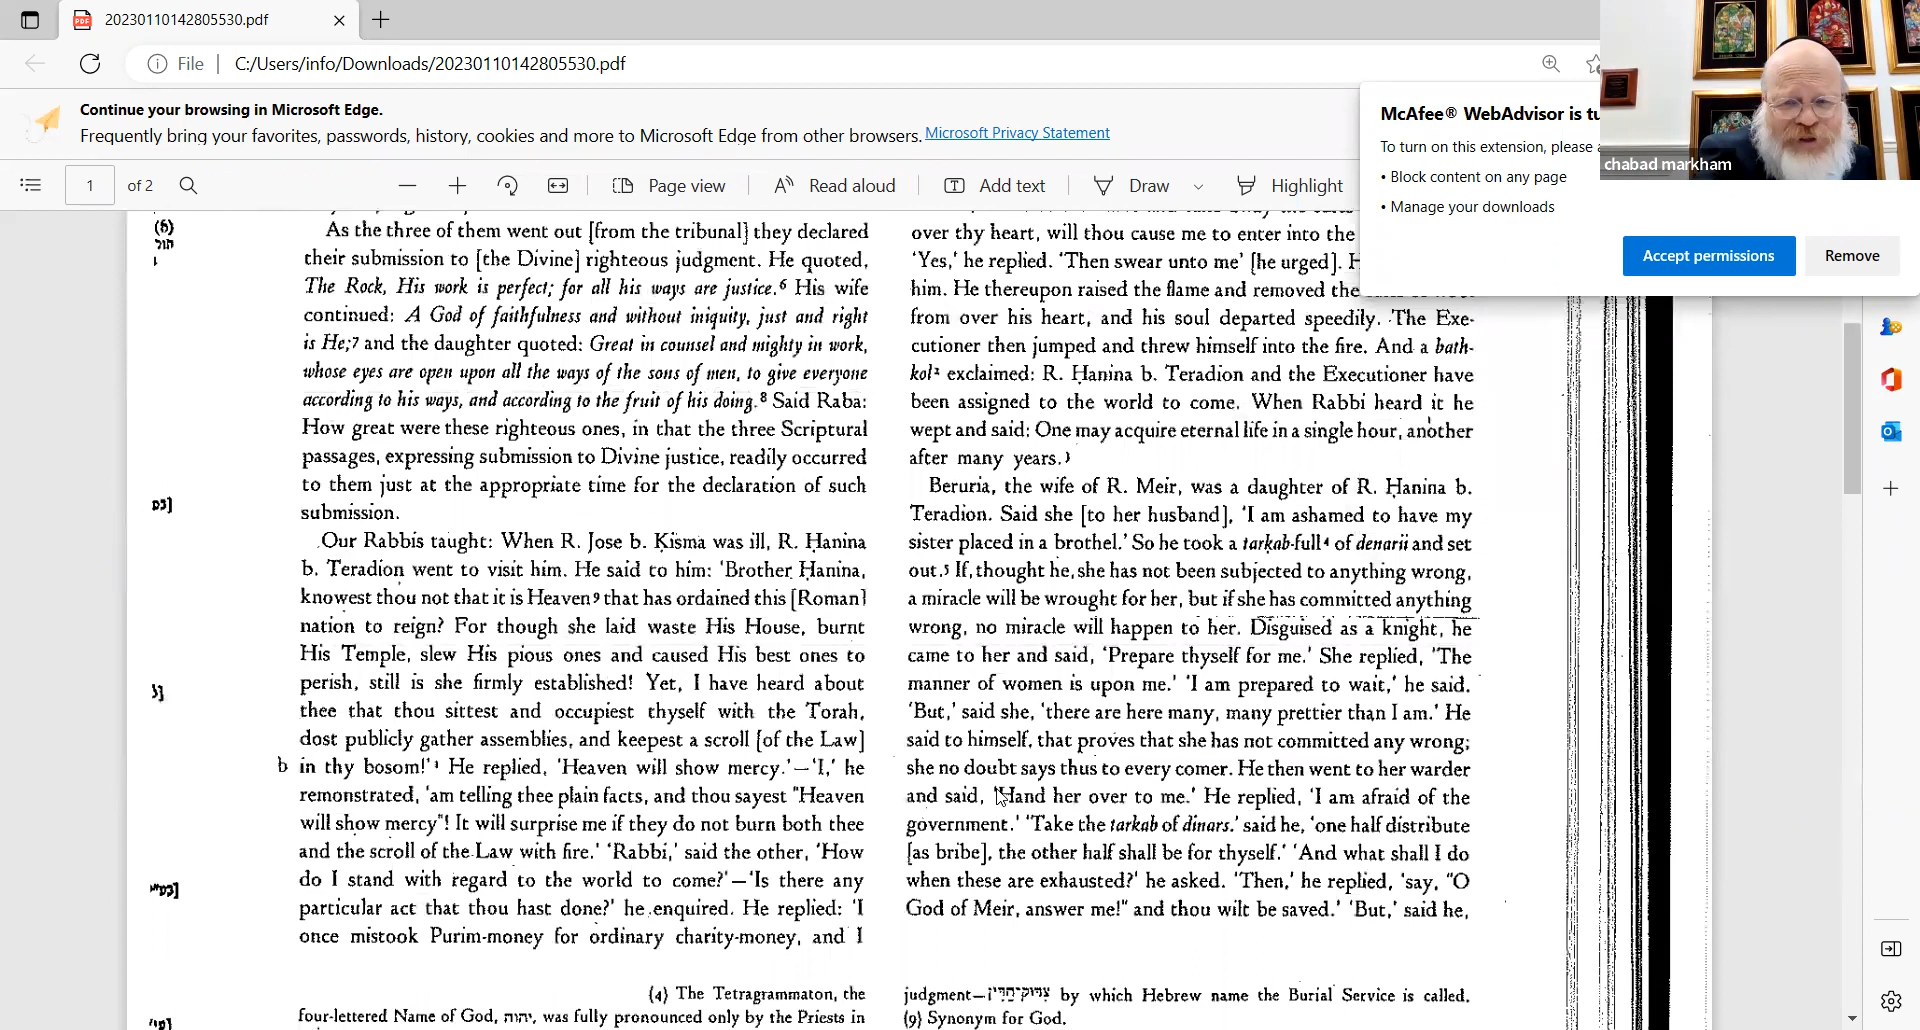 20230110142805530.pdf
File
C:/Users/info/Downloads/20230110142805530.pdf
Continue your browsing in Microsoft Edge.
Frequently bring your favorites, passwords, history, cookies and more to Microsoft Edge from other browsers. Microsoft Privacy Statement
McAfee® WebAdvisor is tu
To turn on this extension, please a
• Block content on any page
• Manage your downloads
Accept permissions
Remove
chabad markham
1 of 2
Page view
Read aloud
Add text
Draw
Highlight
As the three of them went out [from the tribunal] they declared
their submission to [the Divine] righteous judgment. He quoted,
The Rock, His work is perfect; for all his ways are justice.⁶ His wife
continued: A God of faithfulness and without iniquity, just and right
is He;⁷ and the daughter quoted: Great in counsel and mighty in work,
whose eyes are open upon all the ways of the sons of men, to give everyone
according to his ways, and according to the fruit of his doing.⁸ Said Raba:
How great were these righteous ones, in that the three Scriptural
passages, expressing submission to Divine justice, readily occurred
to them just at the appropriate time for the declaration of such
submission.
Our Rabbis taught: When R. Jose b. Ḳisma was ill, R. Ḥanina
b. Teradion went to visit him. He said to him: 'Brother Ḥanina,
knowest thou not that it is Heaven⁹ that has ordained this [Roman]
nation to reign? For though she laid waste His House, burnt
His Temple, slew His pious ones and caused His best ones to
perish, still is she firmly established! Yet, I have heard about
thee that thou sittest and occupiest thyself with the Torah,
dost publicly gather assemblies, and keepest a scroll [of the Law]
b in thy bosom!'¹ He replied, 'Heaven will show mercy.'—'I,' he
remonstrated, 'am telling thee plain facts, and thou sayest "Heaven
will show mercy"! It will surprise me if they do not burn both thee
and the scroll of the Law with fire.' 'Rabbi,' said the other, 'How
do I stand with regard to the world to come?'—'Is there any
particular act that thou hast done?' he enquired. He replied: 'I
once mistook Purim-money for ordinary charity-money, and I
(4) The Tetragrammaton, the
four-lettered Name of God, יהוה, was fully pronounced only by the Priests in
over thy heart, will thou cause me to enter into the
'Yes,' he replied. 'Then swear unto me' [he urged].
him. He thereupon raised the flame and removed the
from over his heart, and his soul departed speedily. The Exe-
cutioner then jumped and threw himself into the fire. And a bath-
kol² exclaimed: R. Ḥanina b. Teradion and the Executioner have
been assigned to the world to come. When Rabbi heard it he
wept and said: One may acquire eternal life in a single hour, another
after many years.³
Beruria, the wife of R. Meir, was a daughter of R. Ḥanina b.
Teradion. Said she [to her husband], 'I am ashamed to have my
sister placed in a brothel.' So he took a tarḳab-full⁴ of denarii and set
out.⁵ If, thought he, she has not been subjected to anything wrong,
a miracle will be wrought for her, but if she has committed anything
wrong, no miracle will happen to her. Disguised as a knight, he
came to her and said, 'Prepare thyself for me.' She replied, 'The
manner of women is upon me.' 'I am prepared to wait,' he said.
'But,' said she, 'there are here many, many prettier than I am.' He
said to himself, that proves that she has not committed any wrong;
she no doubt says thus to every comer. He then went to her warder
and said, 'Hand her over to me.' He replied, 'I am afraid of the
government.' 'Take the tarkab of dinars.' said he, 'one half distribute
[as bribe], the other half shall be for thyself.' 'And what shall I do
when these are exhausted?' he asked. 'Then,' he replied, 'say, "O
God of Meir, answer me!" and thou wilt be saved.' 'But,' said he,
judgment— by which Hebrew name the Burial Service is called.
(9) Synonym for God.